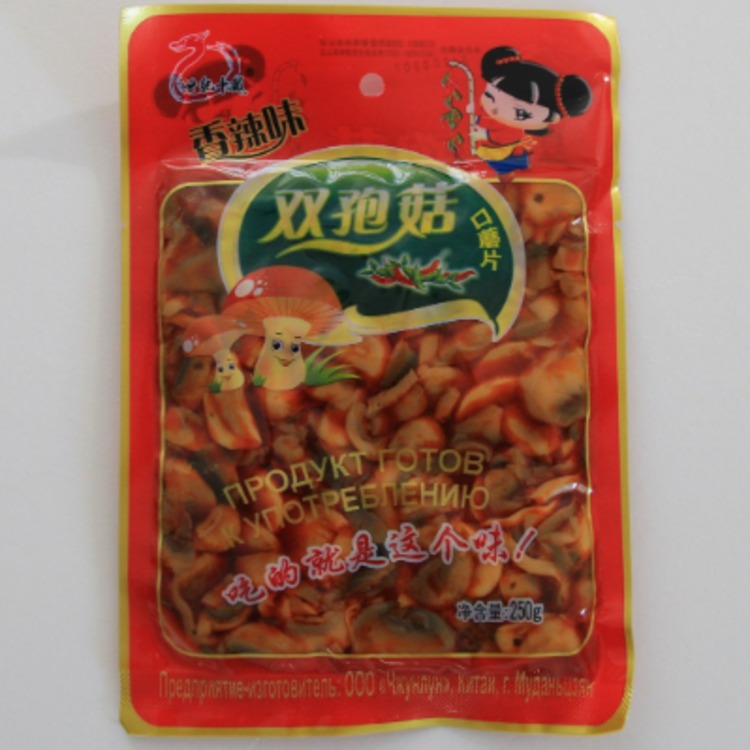 香辣味
双孢菇
口蘑片
ПРОДУКТ ГОТОВ
К УПОТРЕБЛЕНИЮ
吃的就是这个味!
净含量:250g
Предприятие-изготовитель: ООО «Чжунлун», Китай, г. Муданьцзян